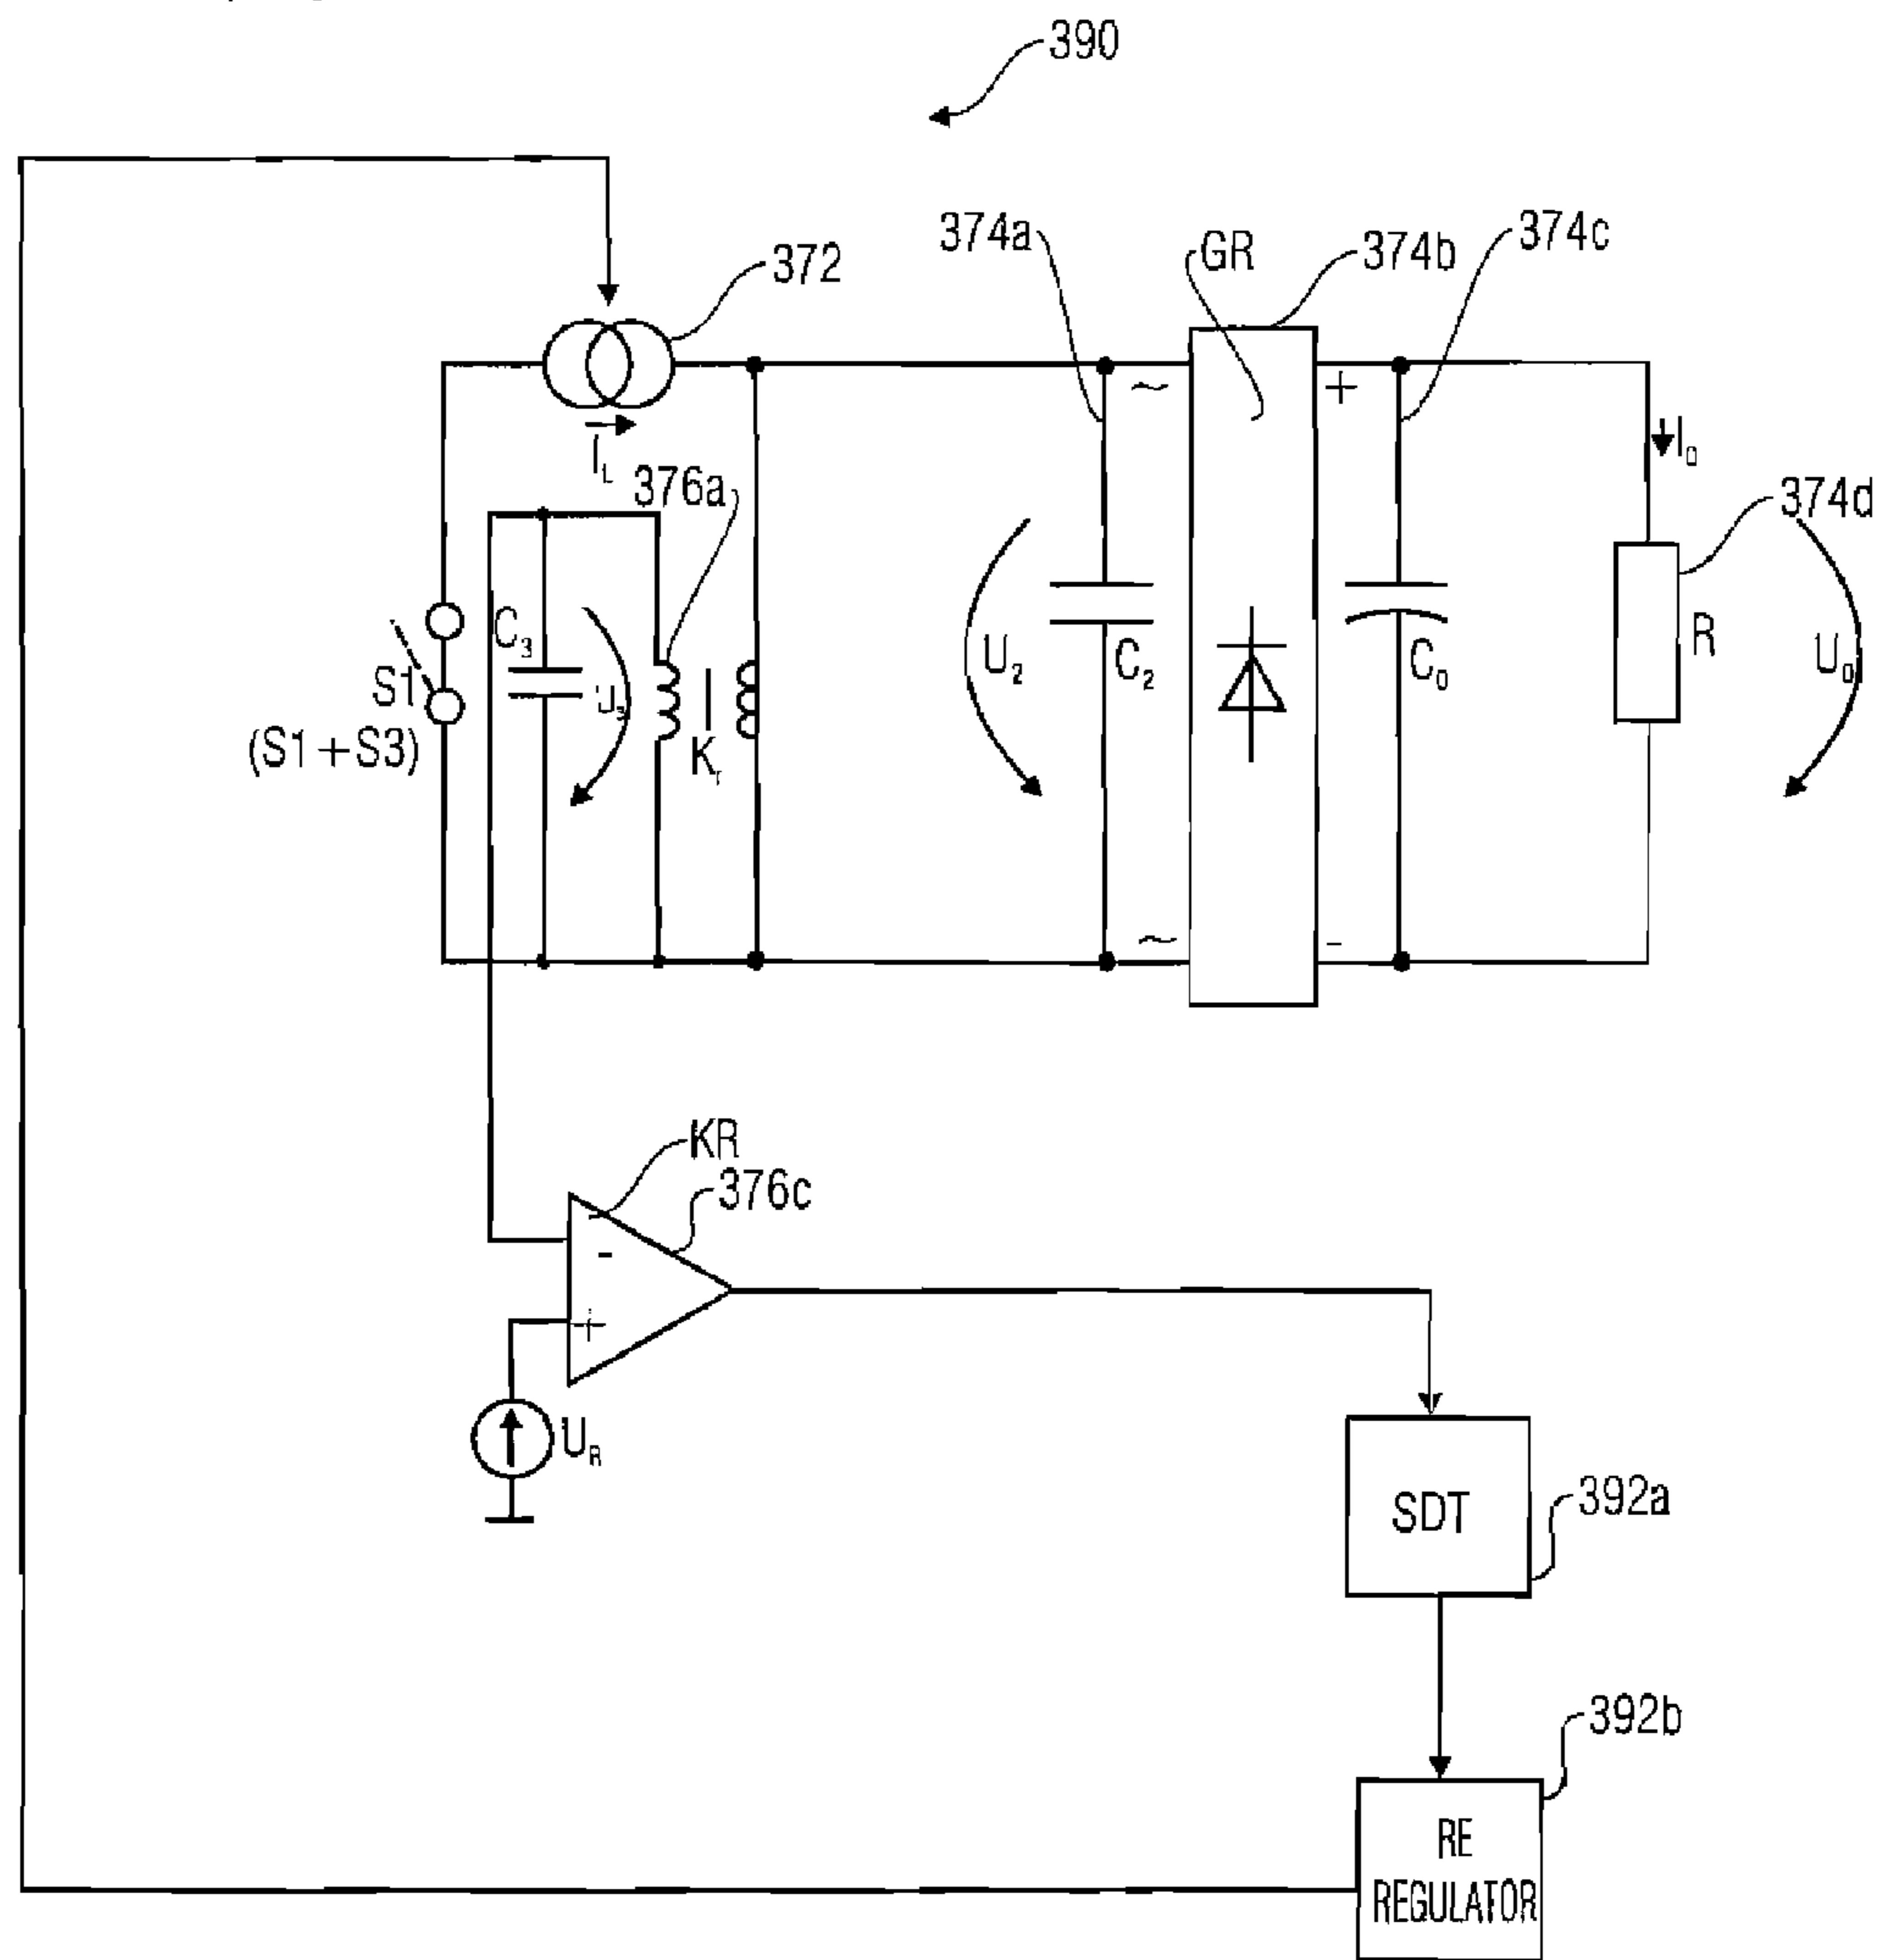 390
374a
GR
374b
374c
372
I_L
376a
I_0
374d
C_3
S1
(S1+S3)
U_3
K_r
U_2
C_2
C_0
R
U_0
~
~
+
-
KR
376c
-
+
U_R
SDT
392a
392b
RE
REGULATOR